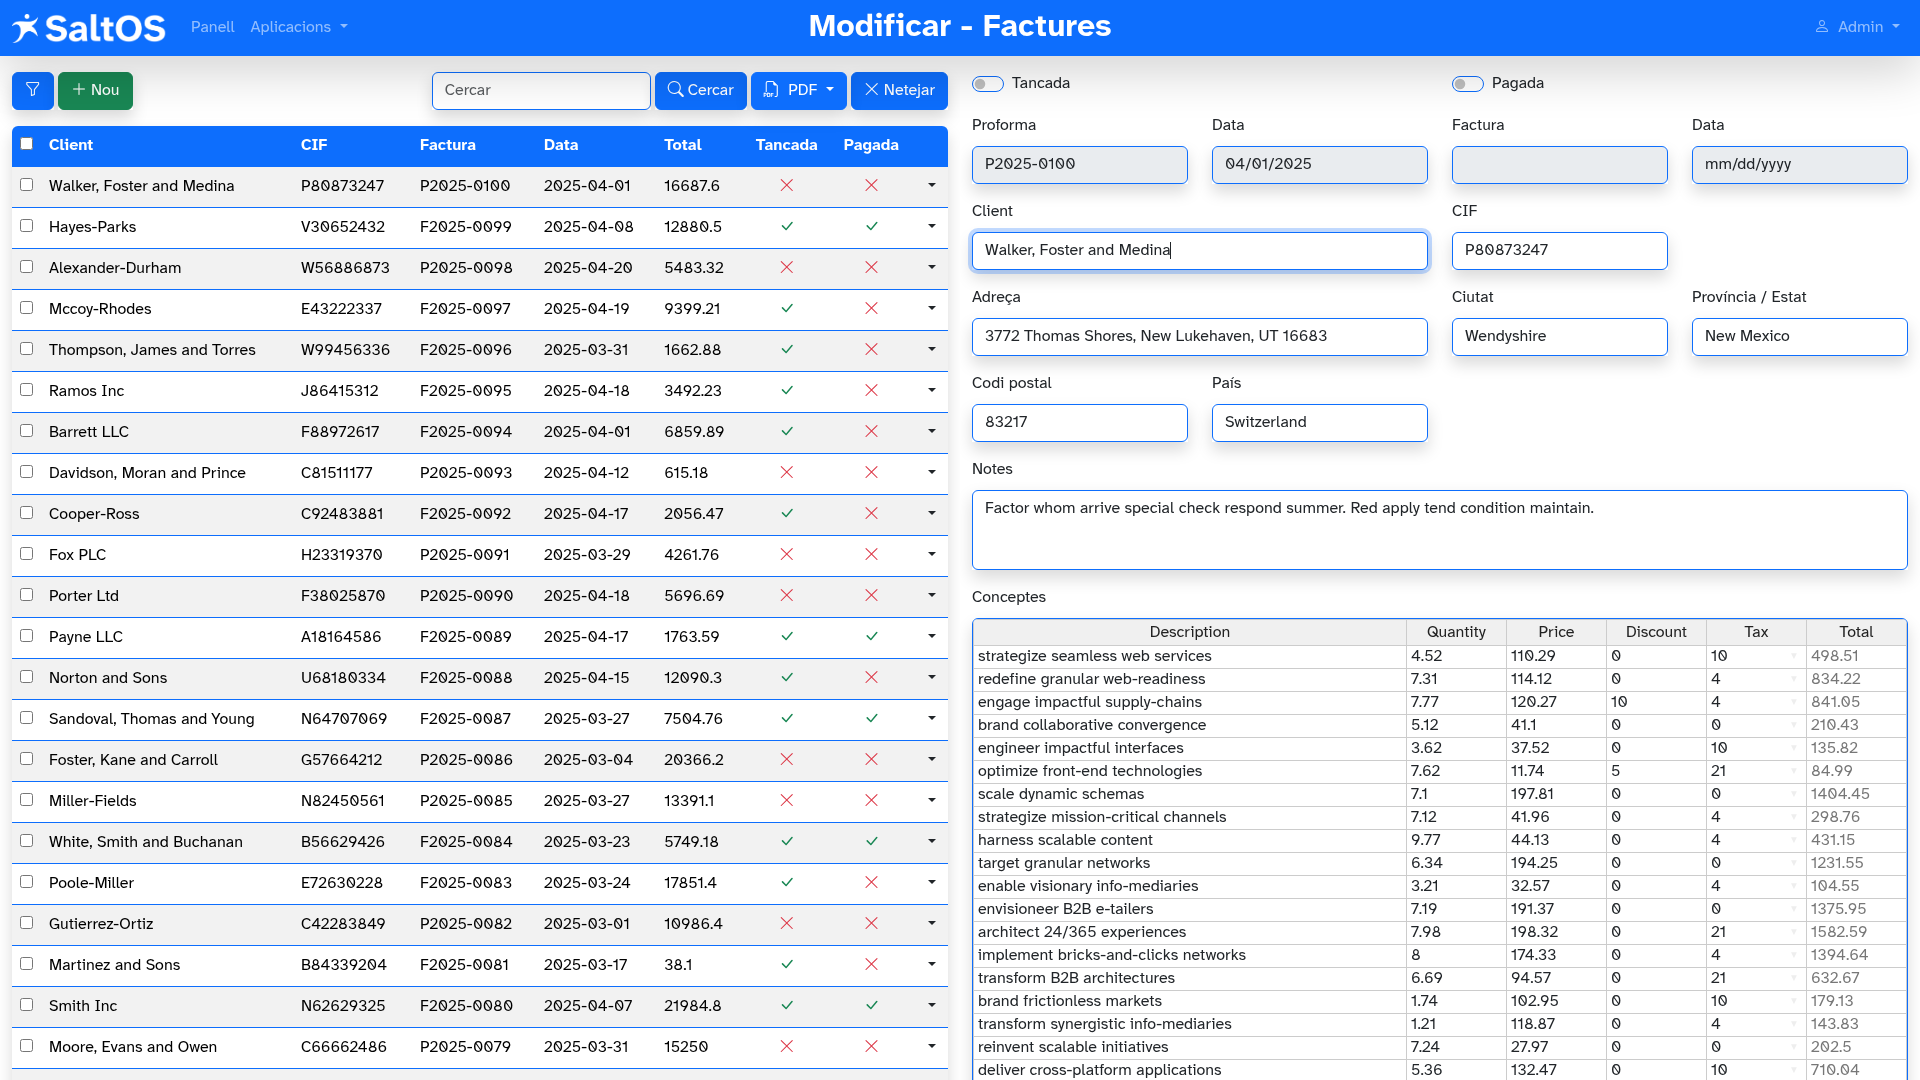 SaltOS Panell Aplicacions Modificar - Factures Admin
Nou Cercar Cercar PDF Netejar
Client CIF Factura Data Total Tancada Pagada
Walker, Foster and Medina P80873247 P2025-0100 2025-04-01 16687.6
Hayes-Parks V30652432 F2025-0099 2025-04-08 12880.5
Alexander-Durham W56886873 P2025-0098 2025-04-20 5483.32
Mccoy-Rhodes E43222337 F2025-0097 2025-04-19 9399.21
Thompson, James and Torres W99456336 F2025-0096 2025-03-31 1662.88
Ramos Inc J86415312 F2025-0095 2025-04-18 3492.23
Barrett LLC F88972617 F2025-0094 2025-04-01 6859.89
Davidson, Moran and Prince C81511177 P2025-0093 2025-04-12 615.18
Cooper-Ross C92483881 F2025-0092 2025-04-17 2056.47
Fox PLC H23319370 P2025-0091 2025-03-29 4261.76
Porter Ltd F38025870 P2025-0090 2025-04-18 5696.69
Payne LLC A18164586 F2025-0089 2025-04-17 1763.59
Norton and Sons U68180334 F2025-0088 2025-04-15 12090.3
Sandoval, Thomas and Young N64707069 F2025-0087 2025-03-27 7504.76
Foster, Kane and Carroll G57664212 P2025-0086 2025-03-04 20366.2
Miller-Fields N82450561 P2025-0085 2025-03-27 13391.1
White, Smith and Buchanan B56629426 F2025-0084 2025-03-23 5749.18
Poole-Miller E72630228 F2025-0083 2025-03-24 17851.4
Gutierrez-Ortiz C42283849 P2025-0082 2025-03-01 10986.4
Martinez and Sons B84339204 F2025-0081 2025-03-17 38.1
Smith Inc N62629325 F2025-0080 2025-04-07 21984.8
Moore, Evans and Owen C66662486 P2025-0079 2025-03-31 15250
Tancada Pagada
Proforma Data Factura Data
P2025-0100 04/01/2025 mm/dd/yyyy
Client CIF
Walker, Foster and Medina P80873247
Adreça Ciutat Província / Estat
3772 Thomas Shores, New Lukehaven, UT 16683 Wendyshire New Mexico
Codi postal País
83217 Switzerland
Notes
Factor whom arrive special check respond summer. Red apply tend condition maintain.
Conceptes
Description Quantity Price Discount Tax Total
strategize seamless web services 4.52 110.29 0 10 498.51
redefine granular web-readiness 7.31 114.12 0 4 834.22
engage impactful supply-chains 7.77 120.27 10 4 841.05
brand collaborative convergence 5.12 41.1 0 0 210.43
engineer impactful interfaces 3.62 37.52 0 10 135.82
optimize front-end technologies 7.62 11.74 5 21 84.99
scale dynamic schemas 7.1 197.81 0 0 1404.45
strategize mission-critical channels 7.12 41.96 0 4 298.76
harness scalable content 9.77 44.13 0 4 431.15
target granular networks 6.34 194.25 0 0 1231.55
enable visionary info-mediaries 3.21 32.57 0 4 104.55
envisioneer B2B e-tailers 7.19 191.37 0 0 1375.95
architect 24/365 experiences 7.98 198.32 0 21 1582.59
implement bricks-and-clicks networks 8 174.33 0 4 1394.64
transform B2B architectures 6.69 94.57 0 21 632.67
brand frictionless markets 1.74 102.95 0 10 179.13
transform synergistic info-mediaries 1.21 118.87 0 4 143.83
reinvent scalable initiatives 7.24 27.97 0 0 202.5
deliver cross-platform applications 5.36 132.47 0 10 710.04